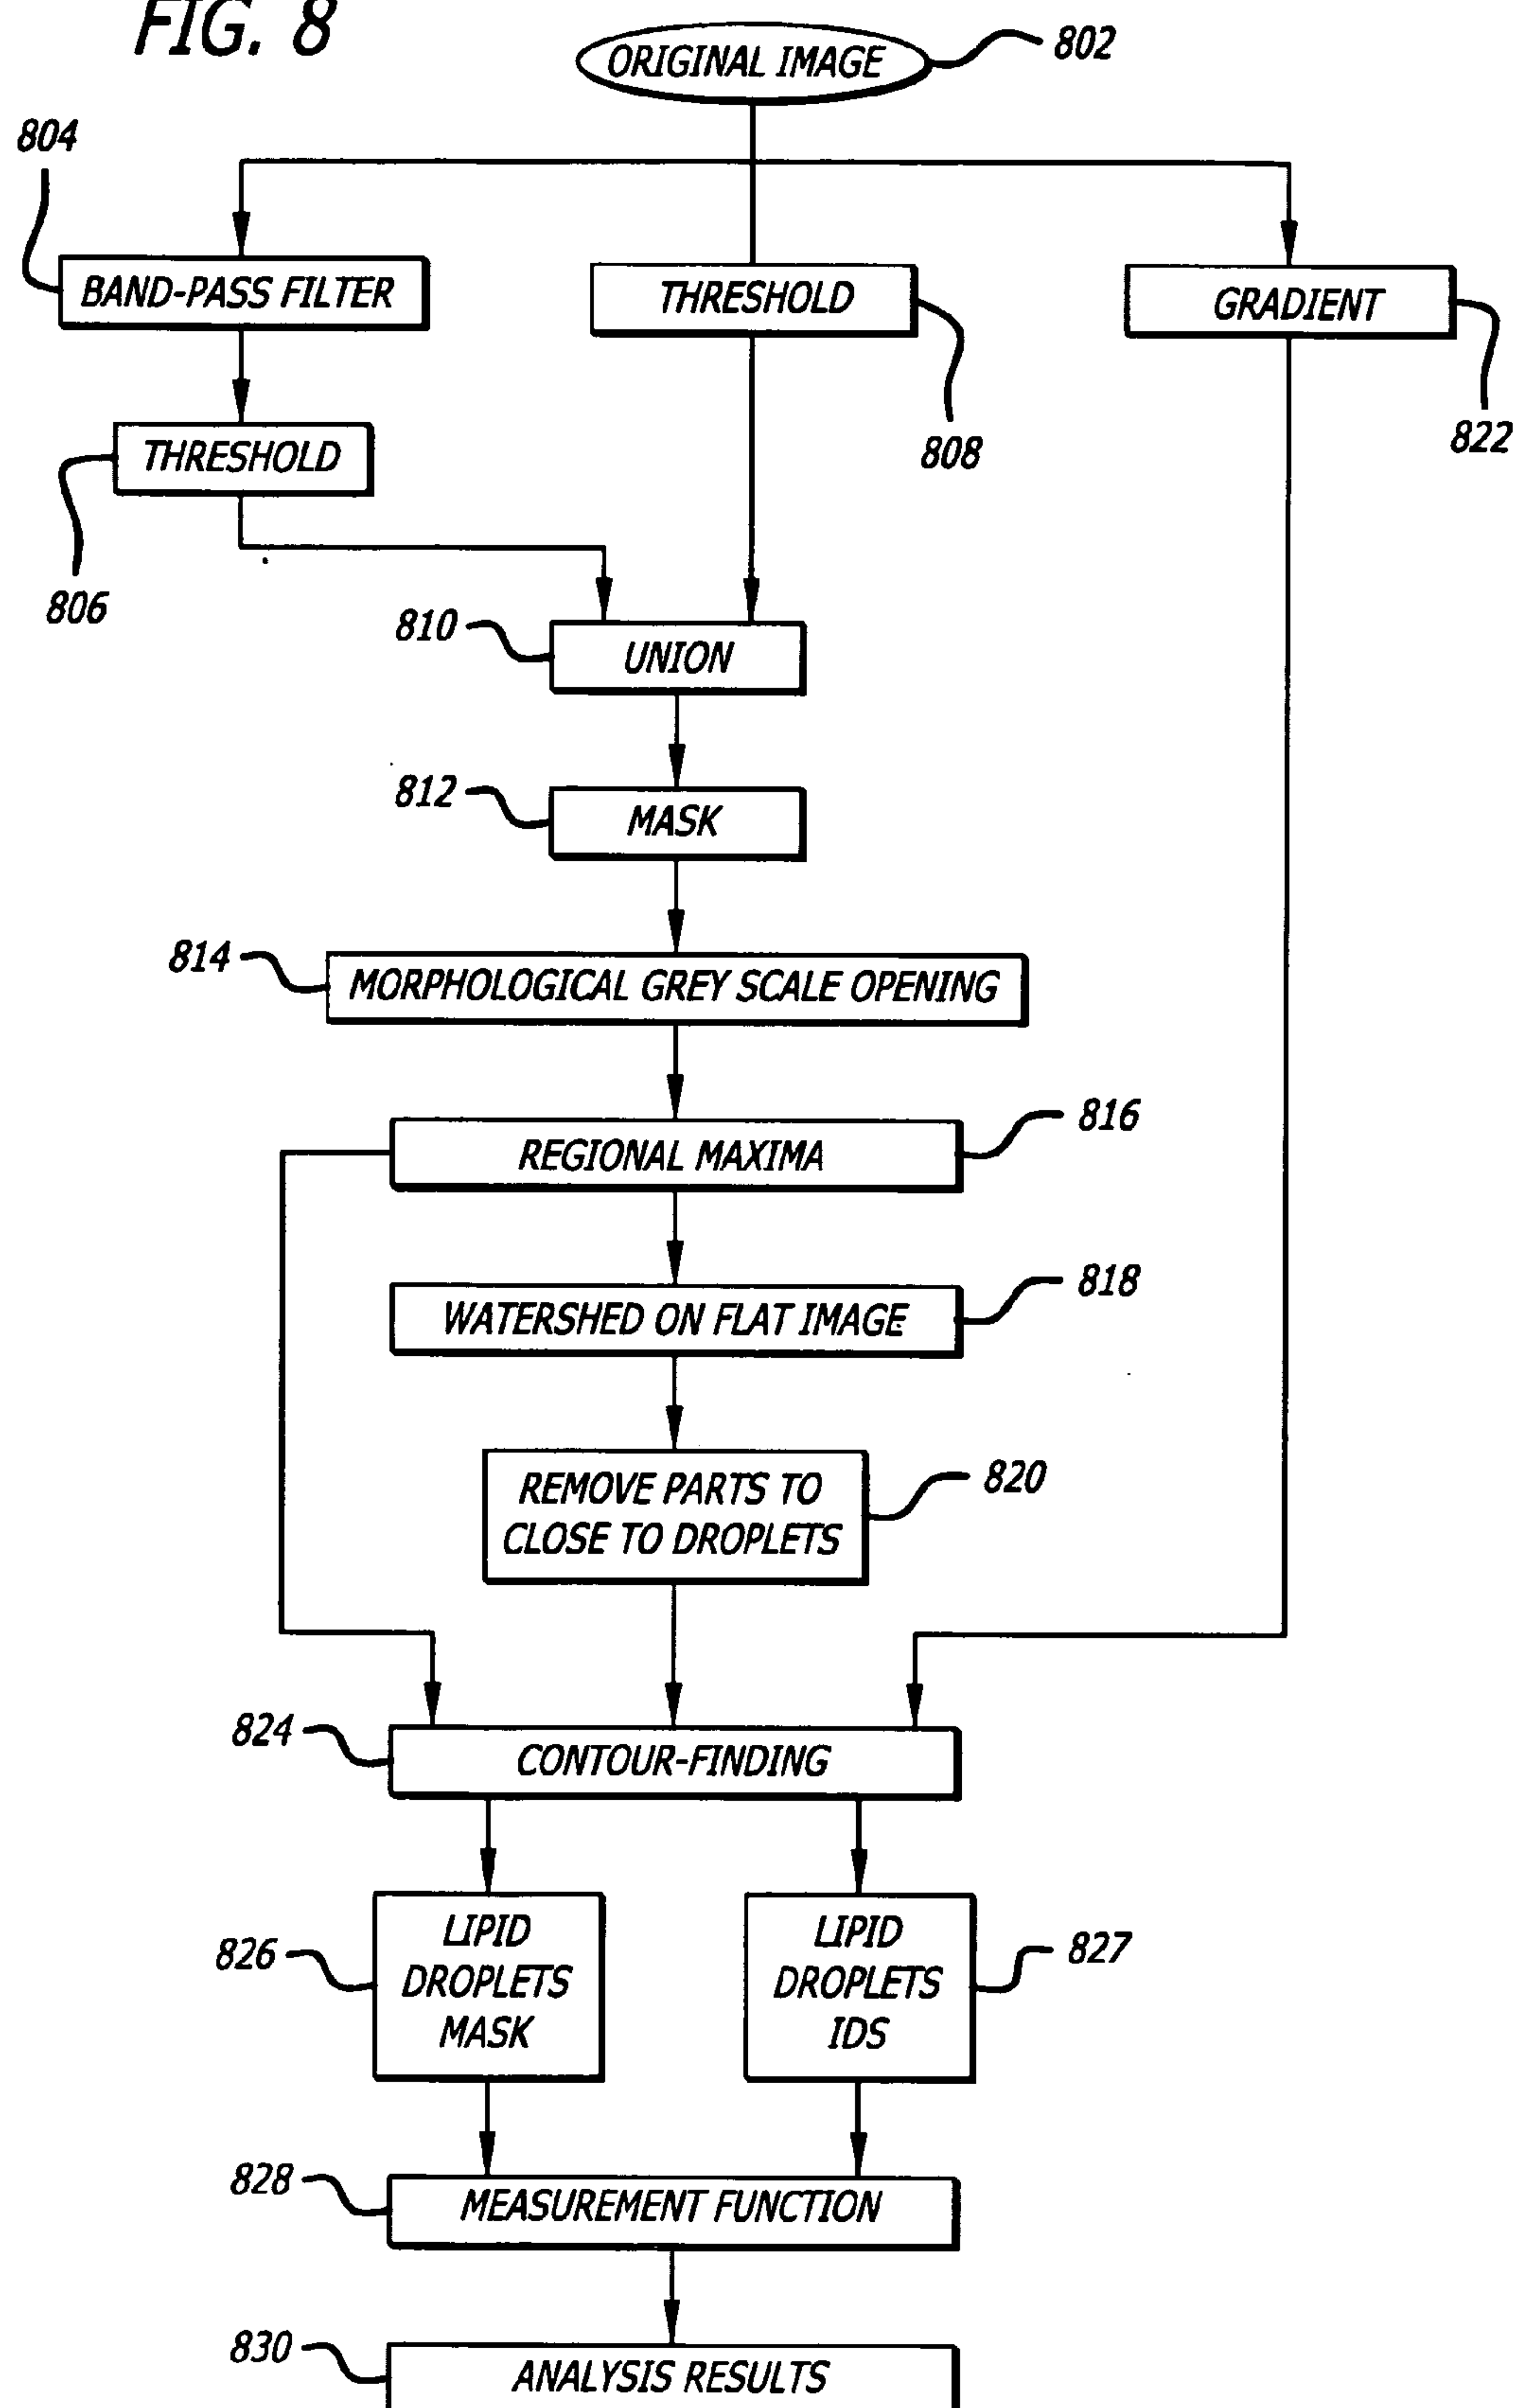 FIG. 8
ORIGINAL IMAGE
802
804
BAND-PASS FILTER
THRESHOLD
GRADIENT
808
822
THRESHOLD
806
810
UNION
812
MASK
814
MORPHOLOGICAL GREY SCALE OPENING
816
REGIONAL MAXIMA
818
WATERSHED ON FLAT IMAGE
820
REMOVE PARTS TO
CLOSE TO DROPLETS
824
CONTOUR-FINDING
826
LIPID
DROPLETS
MASK
LIPID
DROPLETS
IDS
827
828
MEASUREMENT FUNCTION
830
ANALYSIS RESULTS